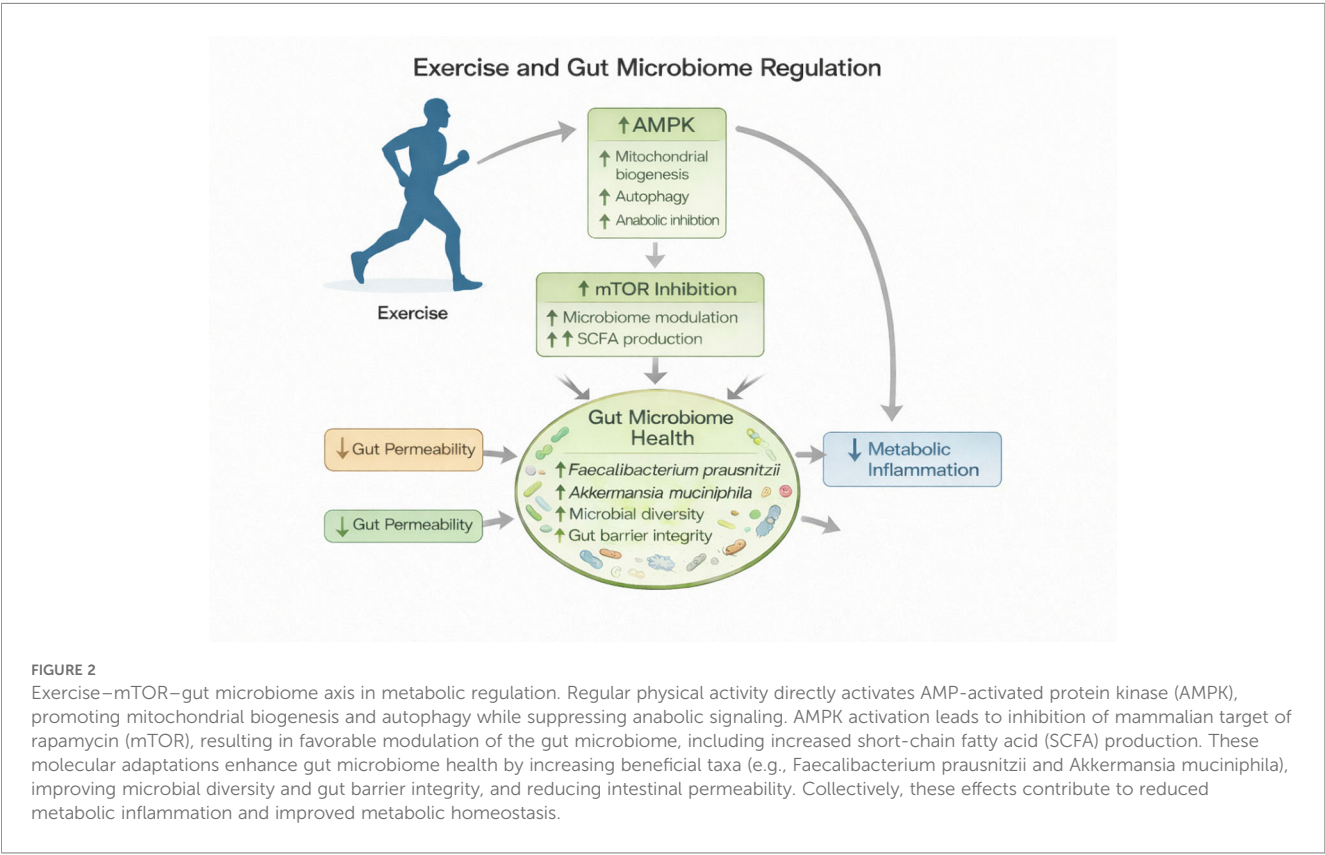 Exercise and Gut Microbiome Regulation
↑ AMPK
↑ Mitochondrial
biogenesis
↑ Autophagy
↑ Anabolic inhibtion
Exercise
↑ mTOR Inhibition
↑ Microbiome modulation
↑↑ SCFA production
Gut Microbiome
Health
↑ Faecalibacterium prausnitzii
↑ Akkermansia muciniphila
↑ Microbial diversity
↑ Gut barrier integrity
↓ Gut Permeability
↓ Gut Permeability
↓ Metabolic
Inflammation
FIGURE 2
Exercise–mTOR–gut microbiome axis in metabolic regulation. Regular physical activity directly activates AMP-activated protein kinase (AMPK),
promoting mitochondrial biogenesis and autophagy while suppressing anabolic signaling. AMPK activation leads to inhibition of mammalian target of
rapamycin (mTOR), resulting in favorable modulation of the gut microbiome, including increased short-chain fatty acid (SCFA) production. These
molecular adaptations enhance gut microbiome health by increasing beneficial taxa (e.g., Faecalibacterium prausnitzii and Akkermansia muciniphila),
improving microbial diversity and gut barrier integrity, and reducing intestinal permeability. Collectively, these effects contribute to reduced
metabolic inflammation and improved metabolic homeostasis.